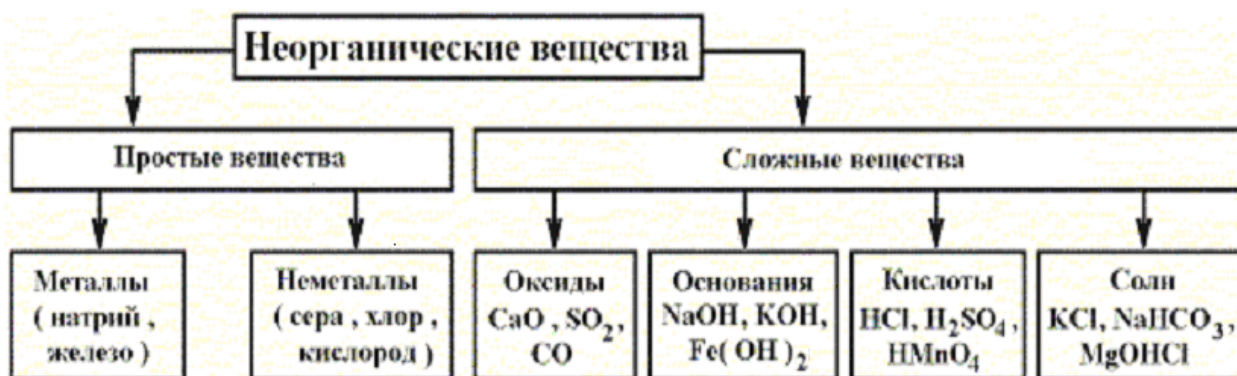 Неорганические вещества
Простые вещества
Сложные вещества
Металлы
( натрий ,
железо )
Неметаллы
( сера , хлор ,
кислород )
Оксиды
CaO , SO2,
CO
Основания
NaOH, KOH,
Fe( OH )2
Кислоты
HCl, H2SO4,
HMnO4
Соли
KCl, NaHCO3,
MgOHCl